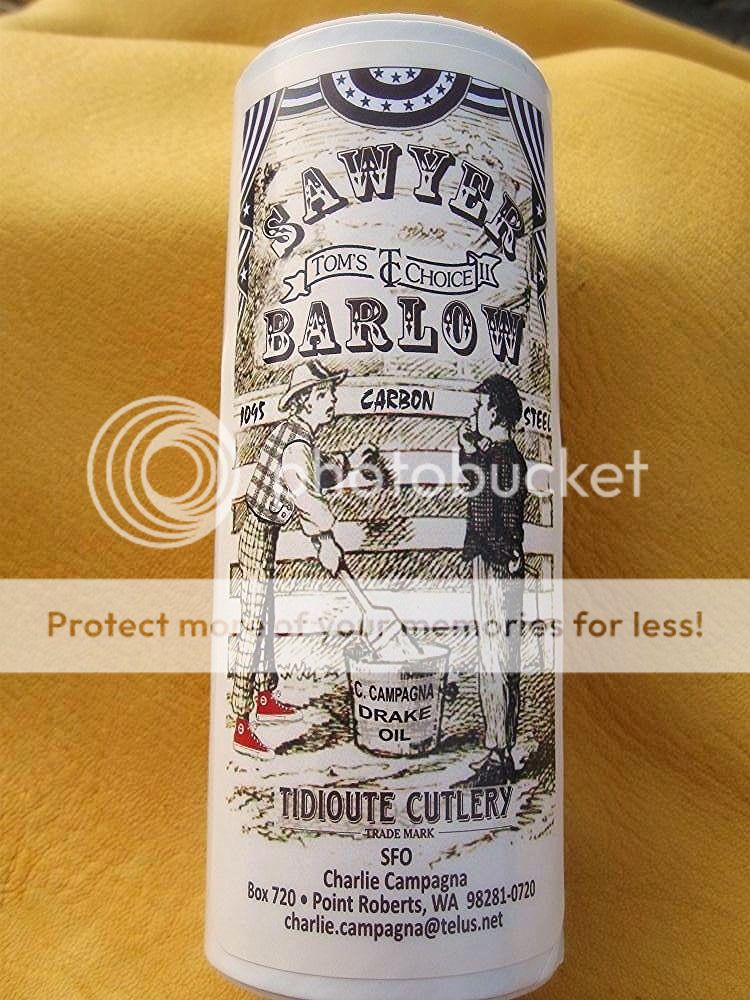 SAWYER
TOM'S TC CHOICE II
BARLOW
1095 CARBON STEEL
photobucket
Protect more of your memories for less!
C. CAMPAGNA
DRAKE
OIL
TIDIOUTE CUTLERY
TRADE MARK
SFO
Charlie Campagna
Box 720 • Point Roberts, WA 98281-0720
charlie.campagna@telus.net